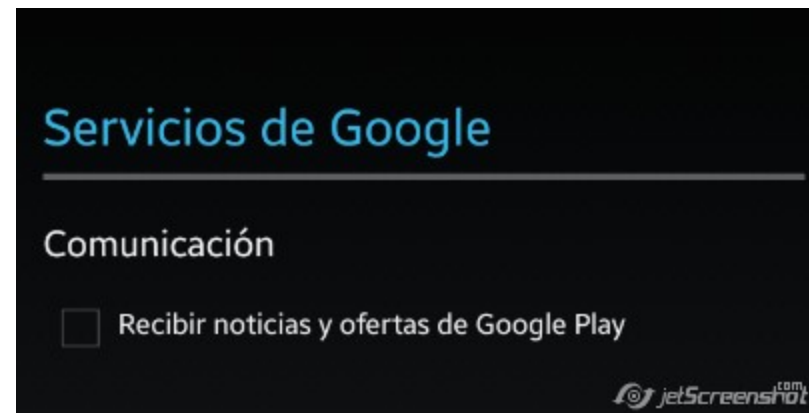 Servicios de Google
Comunicación
Recibir noticias y ofertas de Google Play
jetScreenshot
.com